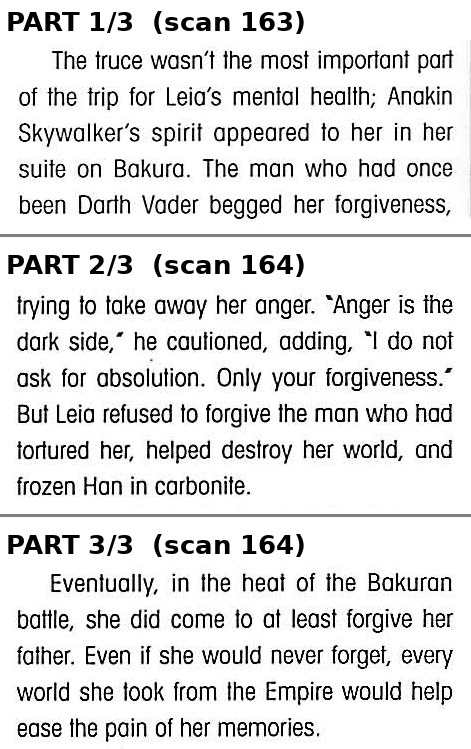 PART 1/3 (scan 163)
The truce wasn't the most important part
of the trip for Leia's mental health; Anakin
Skywalker's spirit appeared to her in her
suite on Bakura. The man who had once
been Darth Vader begged her forgiveness,
PART 2/3 (scan 164)
trying to take away her anger. "Anger is the
dark side," he cautioned, adding, "I do not
ask for absolution. Only your forgiveness."
But Leia refused to forgive the man who had
tortured her, helped destroy her world, and
frozen Han in carbonite.
PART 3/3 (scan 164)
Eventually, in the heat of the Bakuran
battle, she did come to at least forgive her
father. Even if she would never forget, every
world she took from the Empire would help
ease the pain of her memories.